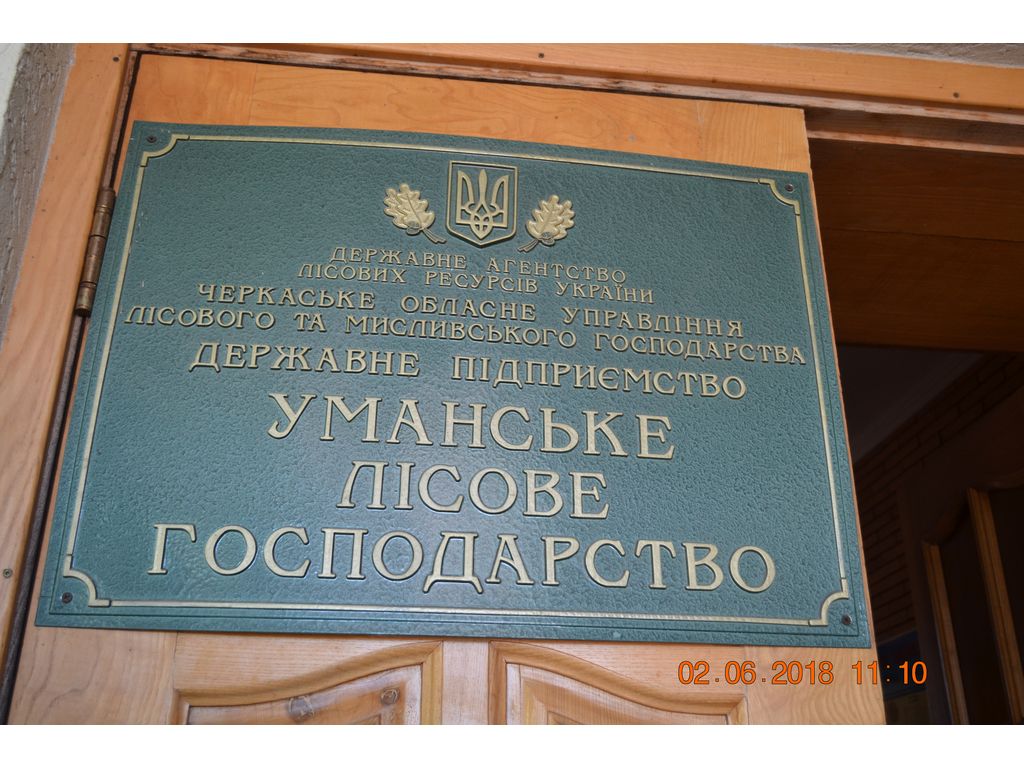 ДЕРЖАВНЕ АГЕНТСТВО
ЛІСОВИХ РЕСУРСІВ УКРАЇНИ
ЧЕРКАСЬКЕ ОБЛАСНЕ УПРАВЛІННЯ
ЛІСОВОГО ТА МИСЛИВСЬКОГО ГОСПОДАРСТВА
ДЕРЖАВНЕ ПІДПРИЄМСТВО
УМАНСЬКЕ
ЛІСОВЕ
ГОСПОДАРСТВО
02.06.2018 11:10